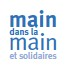 main
dans la
main
et solidaires